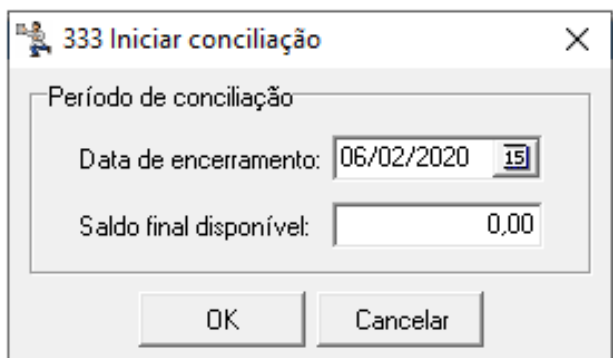 333 Iniciar conciliação
Período de conciliação
Data de encerramento: 06/02/2020 15
Saldo final disponível: 0,00
OK Cancelar